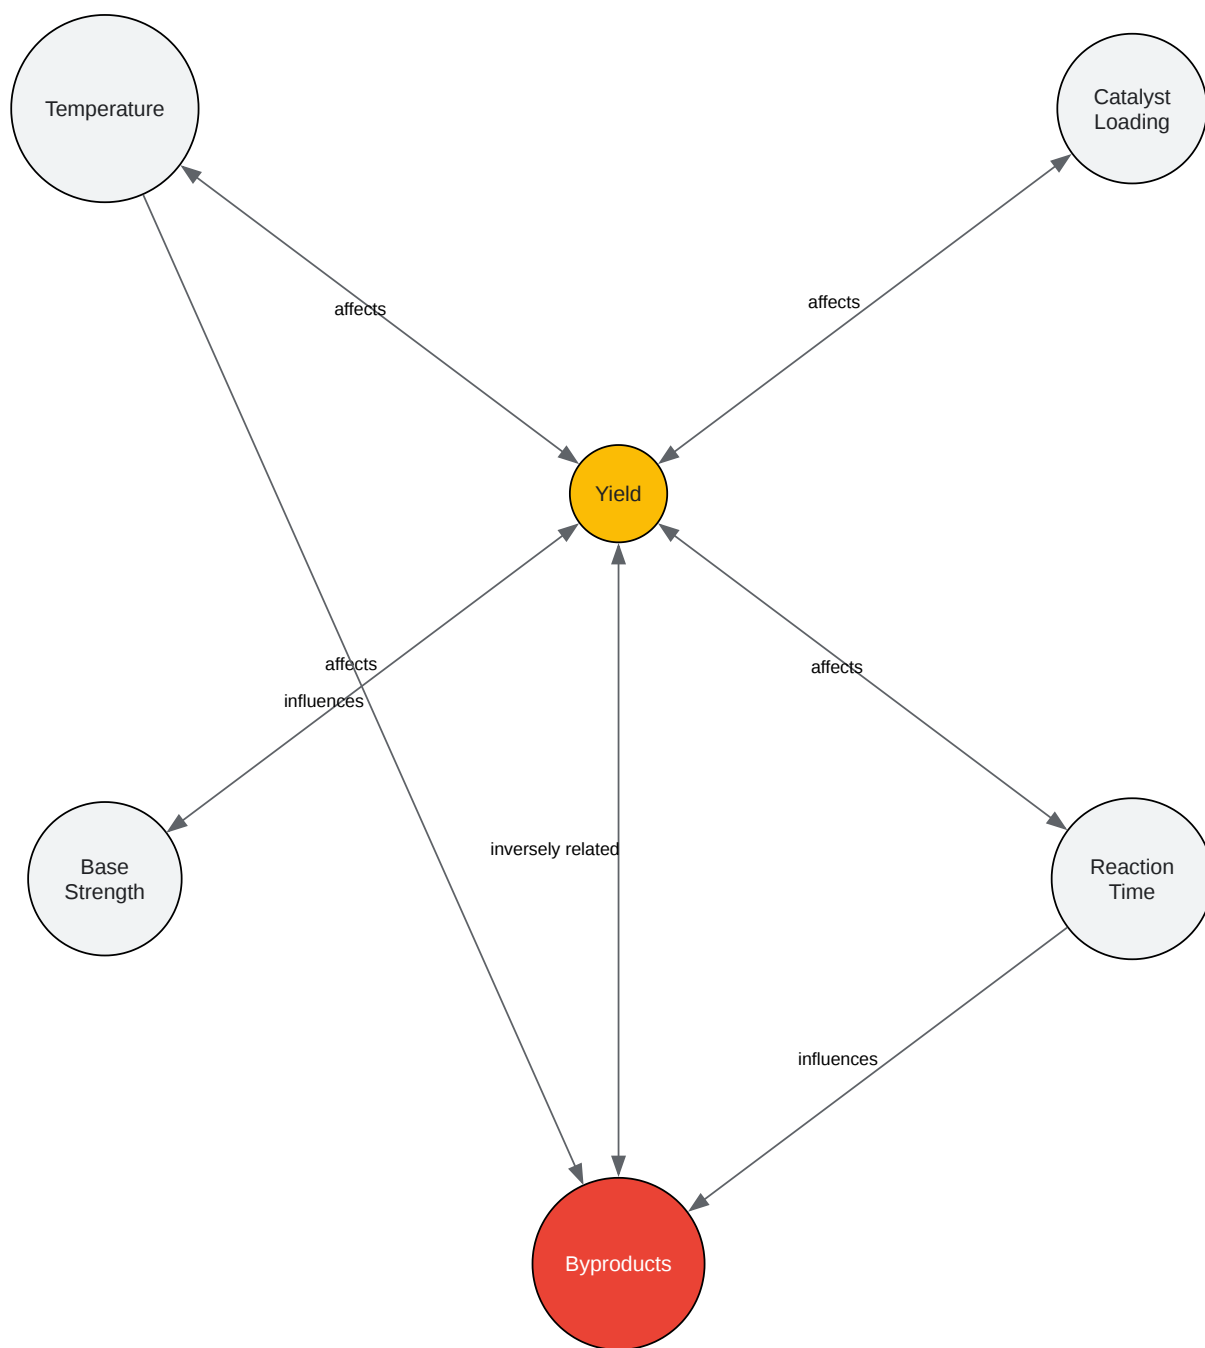 Temperature
Catalyst
Loading
affects
affects
Yield
affects
affects
influences
inversely related
Base
Strength
Reaction
Time
influences
Byproducts